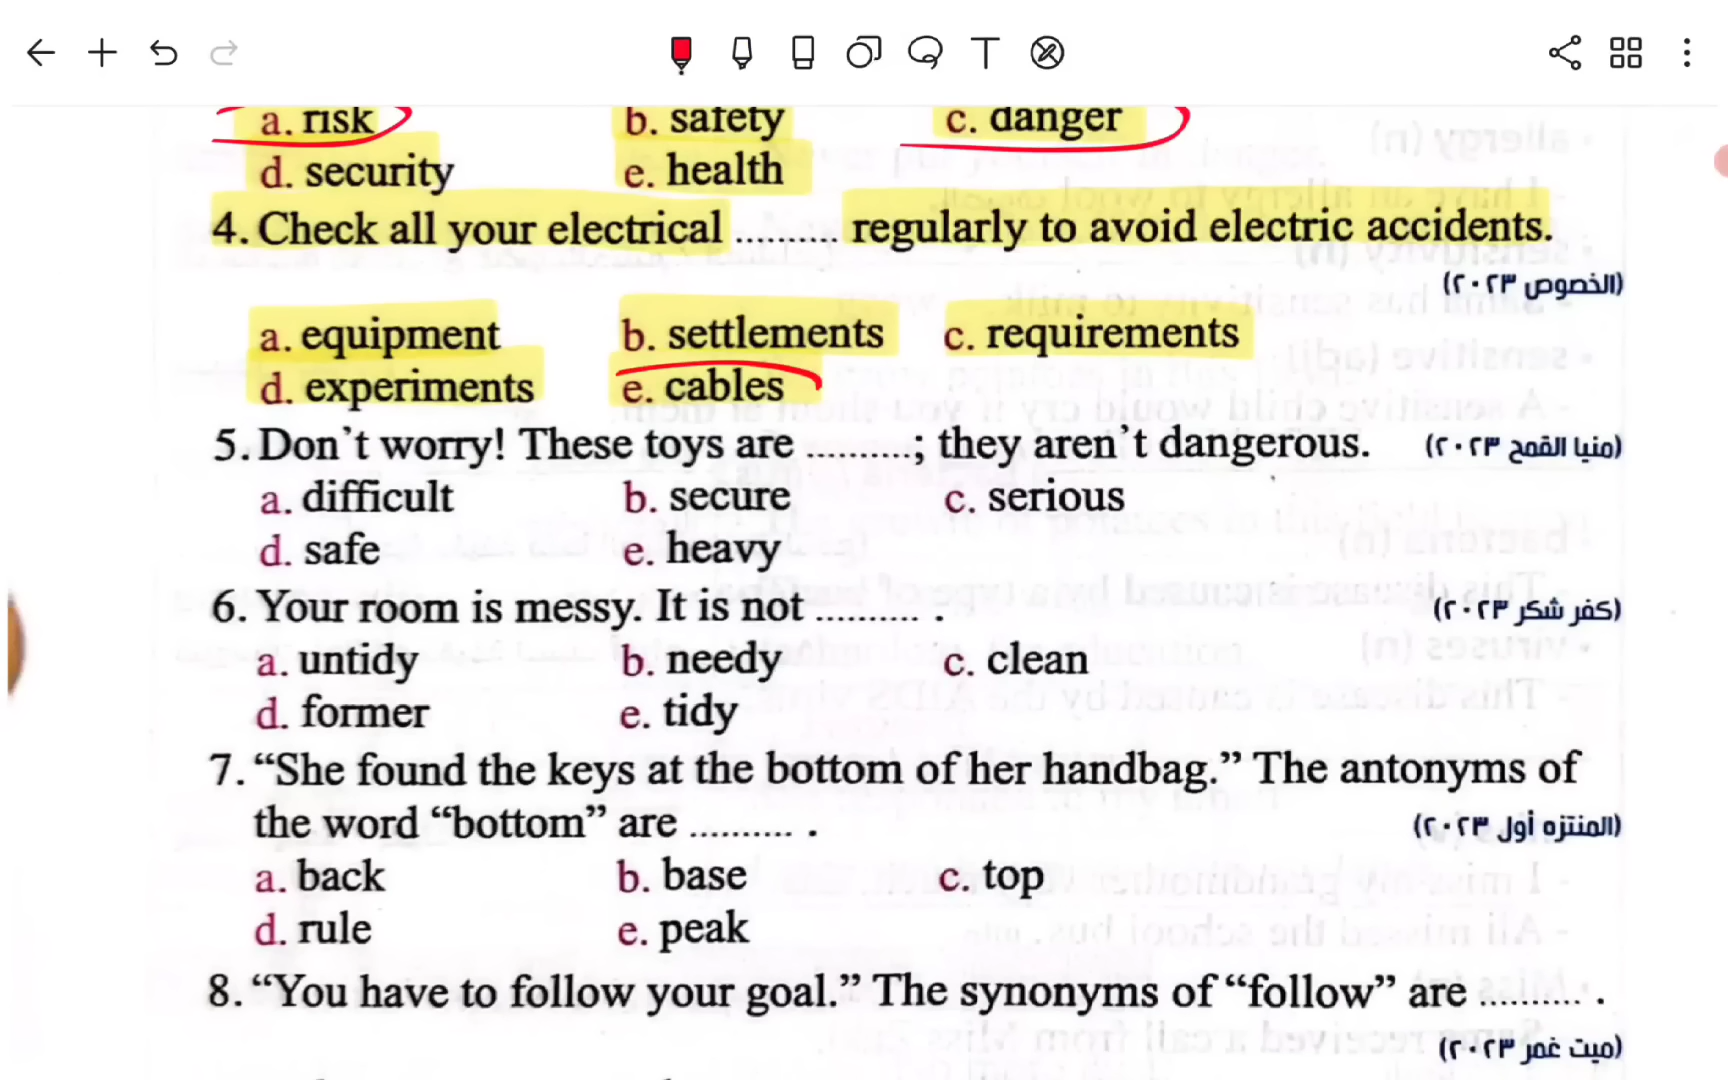 a. risk b. safety c. danger
d. security e. health
4. Check all your electrical .......... regularly to avoid electric accidents.
(الخصوص ٢٠٢٣)
a. equipment b. settlements c. requirements
d. experiments e. cables
5. Don't worry! These toys are ..........; they aren't dangerous. (منيا القمح ٢٠٢٣)
a. difficult b. secure c. serious
d. safe e. heavy
6. Your room is messy. It is not .......... . (كفر شكر ٢٠٢٣)
a. untidy b. needy c. clean
d. former e. tidy
7. “She found the keys at the bottom of her handbag.” The antonyms of
the word “bottom” are .......... . (المنتزه أول ٢٠٢٣)
a. back b. base c. top
d. rule e. peak
8. “You have to follow your goal.” The synonyms of “follow” are .......... .
(ميت غمر ٢٠٢٣)